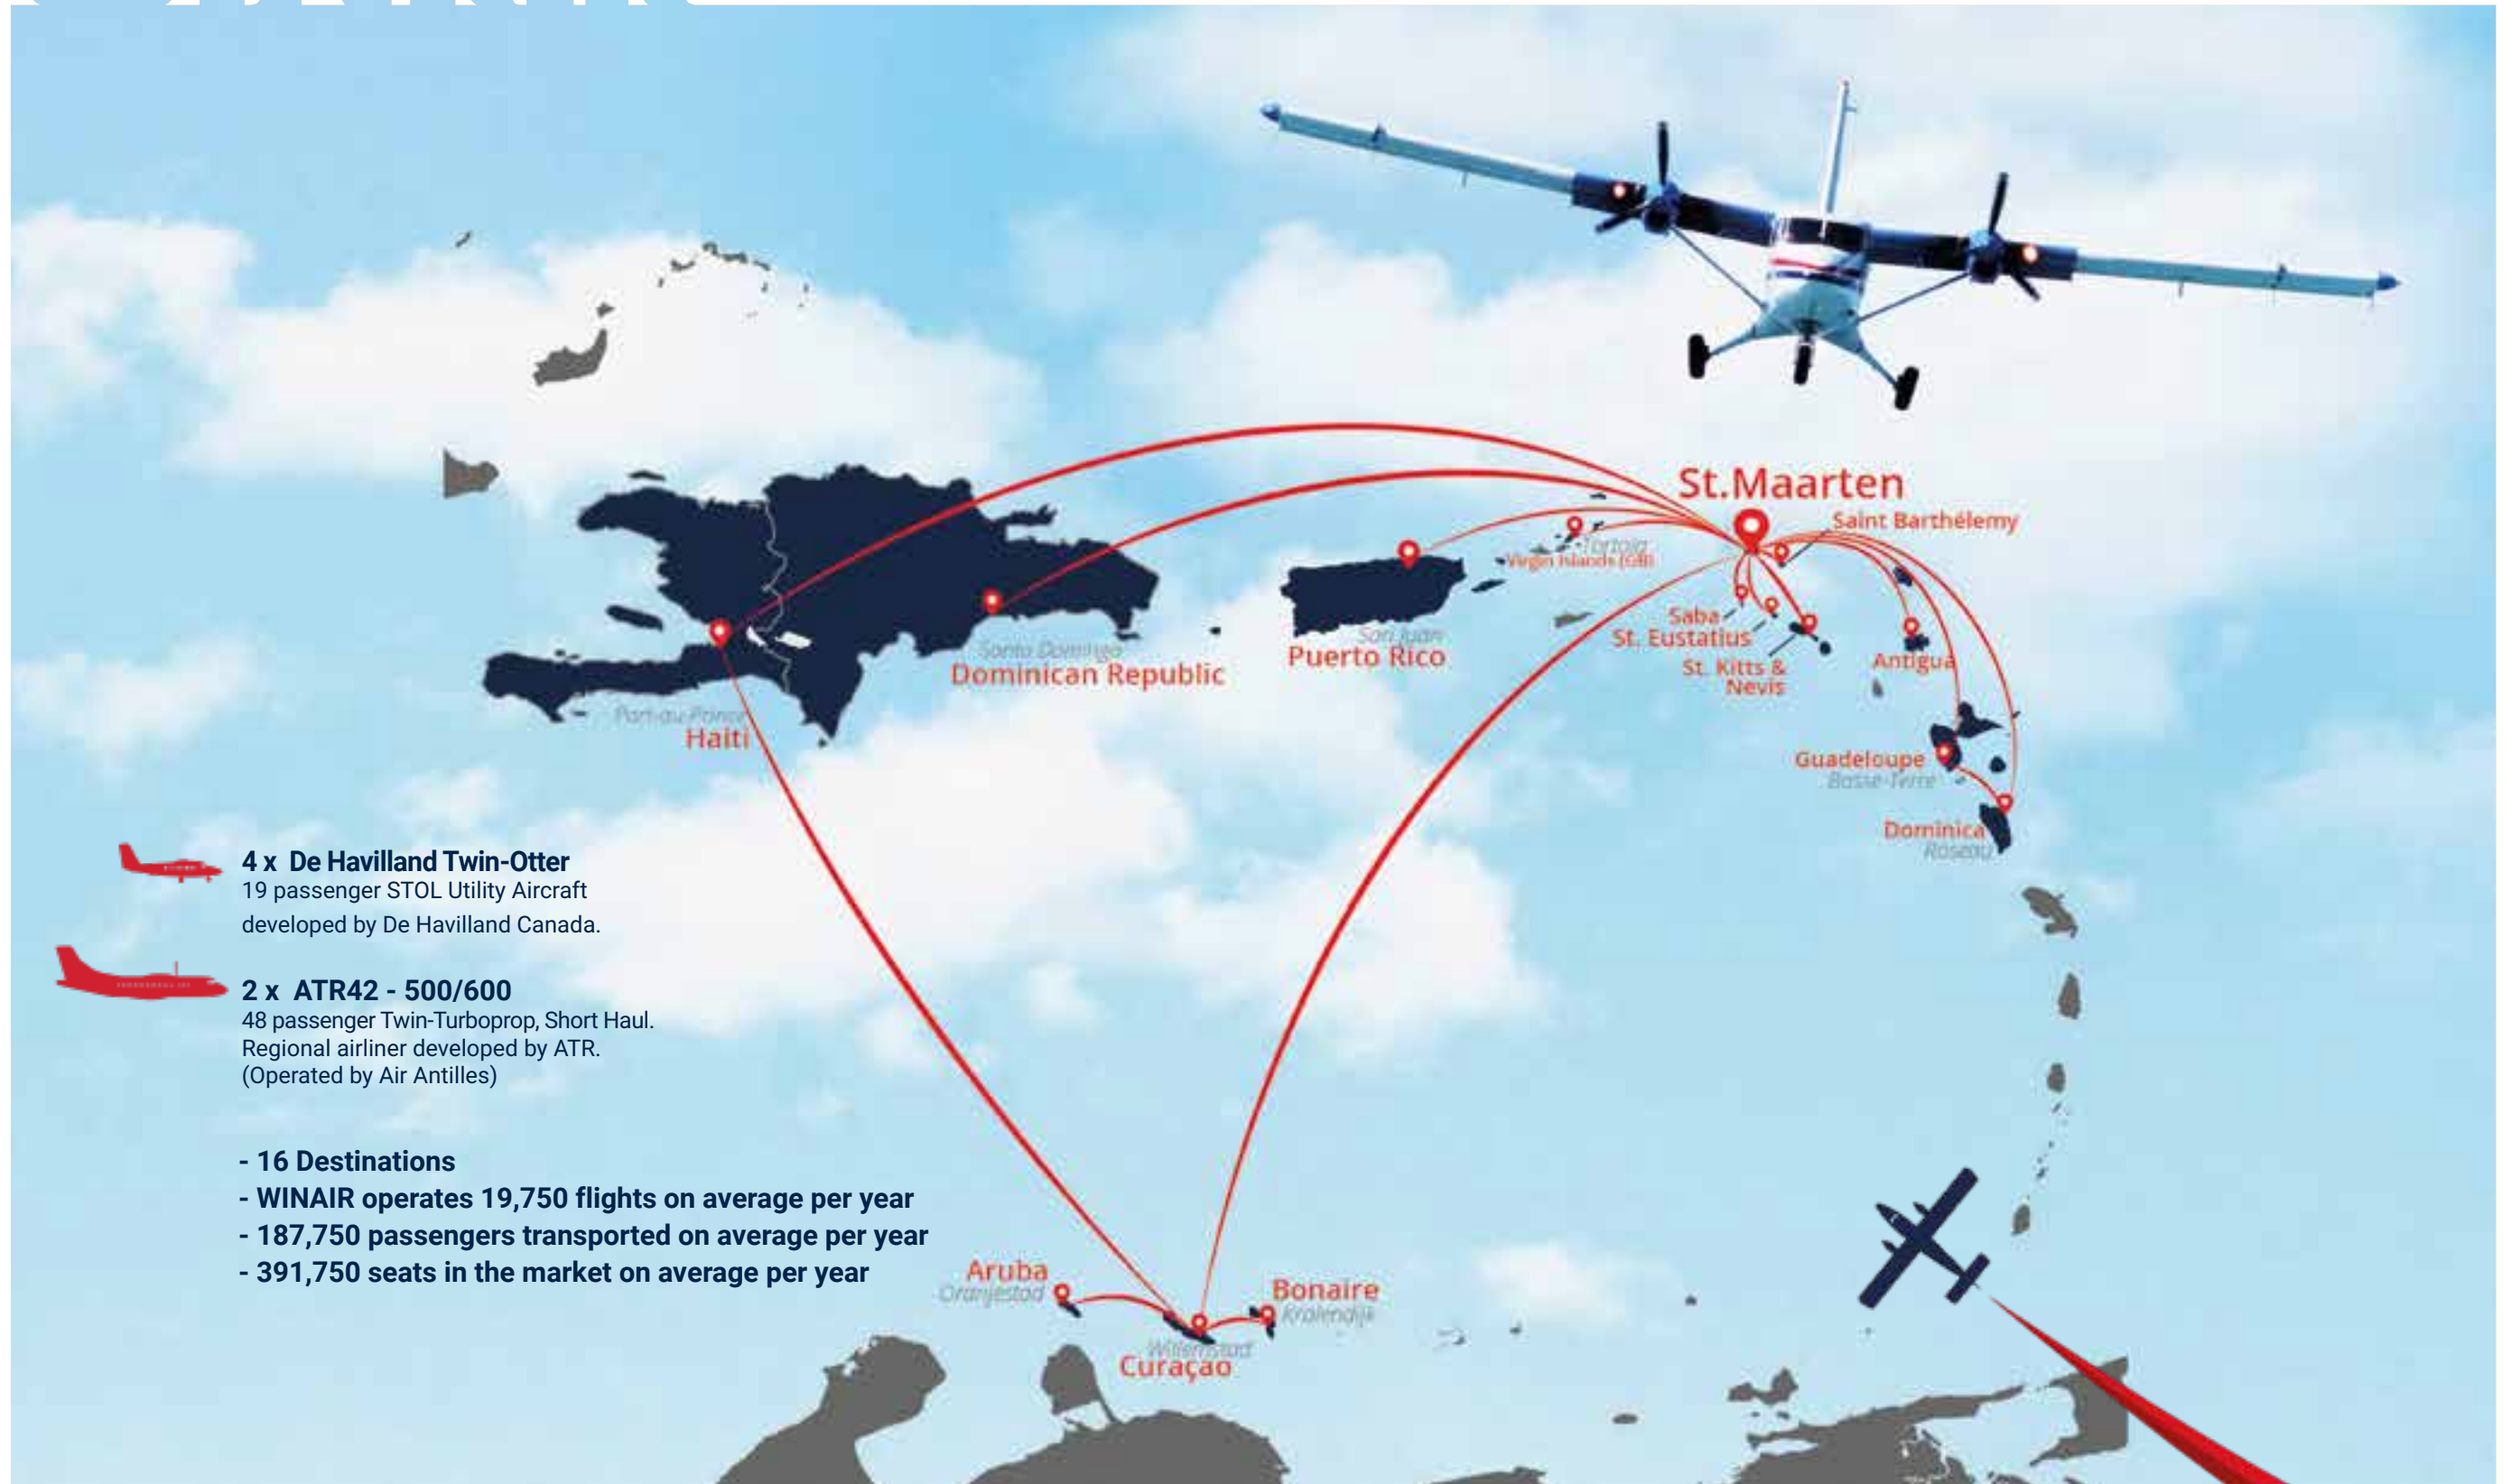 St.Maarten
Saint Barthélemy
Tortola
Virgin Islands (GB)
Saba
St. Eustatius
St. Kitts &
Nevis
Antigua
San Juan
Puerto Rico
Santo Domingo
Dominican Republic
Port-au-Prince
Haiti
Guadeloupe
Basse-Terre
Dominica
Roseau
4 x De Havilland Twin-Otter
19 passenger STOL Utility Aircraft
developed by De Havilland Canada.
2 x ATR42 - 500/600
48 passenger Twin-Turboprop, Short Haul.
Regional airliner developed by ATR.
(Operated by Air Antilles)
- 16 Destinations
- WINAIR operates 19,750 flights on average per year
- 187,750 passengers transported on average per year
- 391,750 seats in the market on average per year
Aruba
Oranjestad
Bonaire
Kralendijk
Willemstad
Curaçao